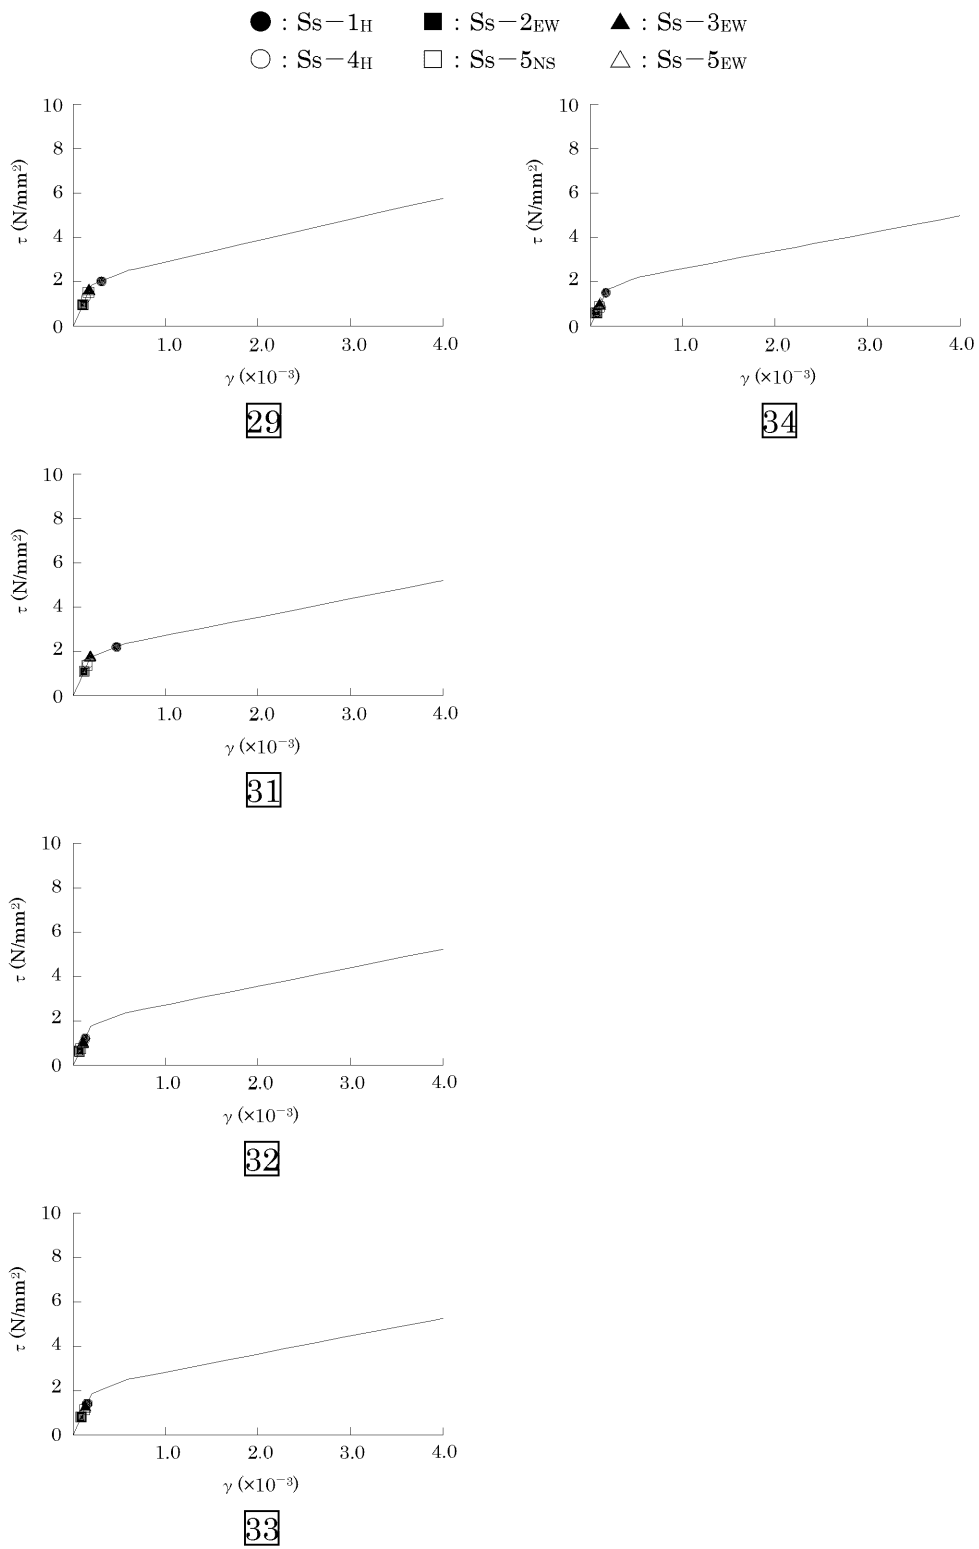 ● : Ss−1H ■ : Ss−2EW ▲ : Ss−3EW
○ : Ss−4H □ : Ss−5NS △ : Ss−5EW
10
8
6
4
2
0
τ (N/mm²)
1.0 2.0 3.0 4.0
γ (×10⁻³)
29
10
8
6
4
2
0
τ (N/mm²)
1.0 2.0 3.0 4.0
γ (×10⁻³)
34
10
8
6
4
2
0
τ (N/mm²)
1.0 2.0 3.0 4.0
γ (×10⁻³)
31
10
8
6
4
2
0
τ (N/mm²)
1.0 2.0 3.0 4.0
γ (×10⁻³)
32
10
8
6
4
2
0
τ (N/mm²)
1.0 2.0 3.0 4.0
γ (×10⁻³)
33